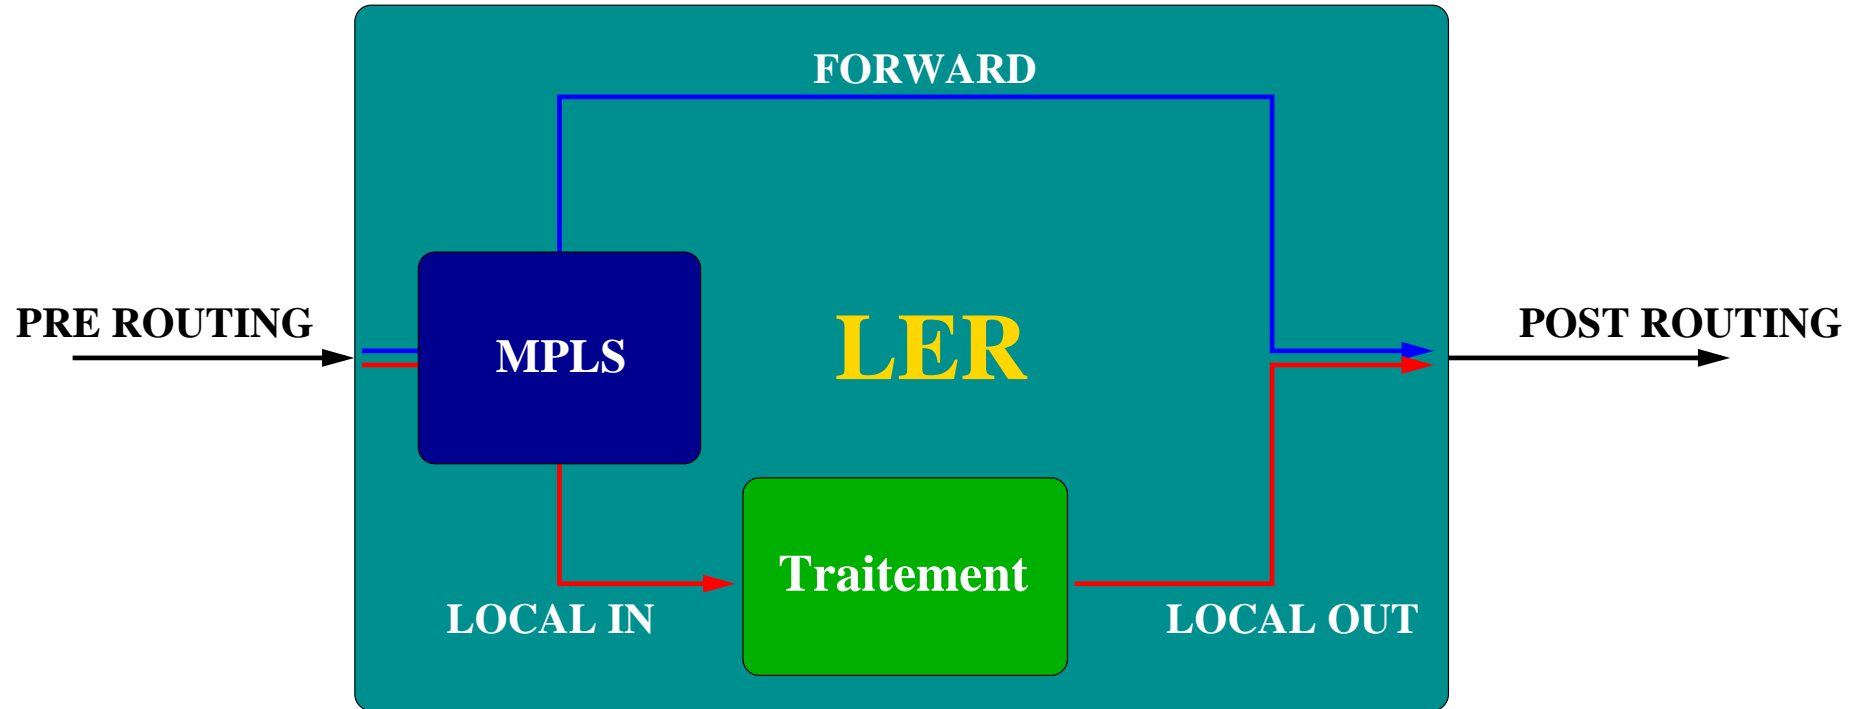 FORWARD
PRE ROUTING
POST ROUTING
MPLS
LER
Traitement
LOCAL IN
LOCAL OUT